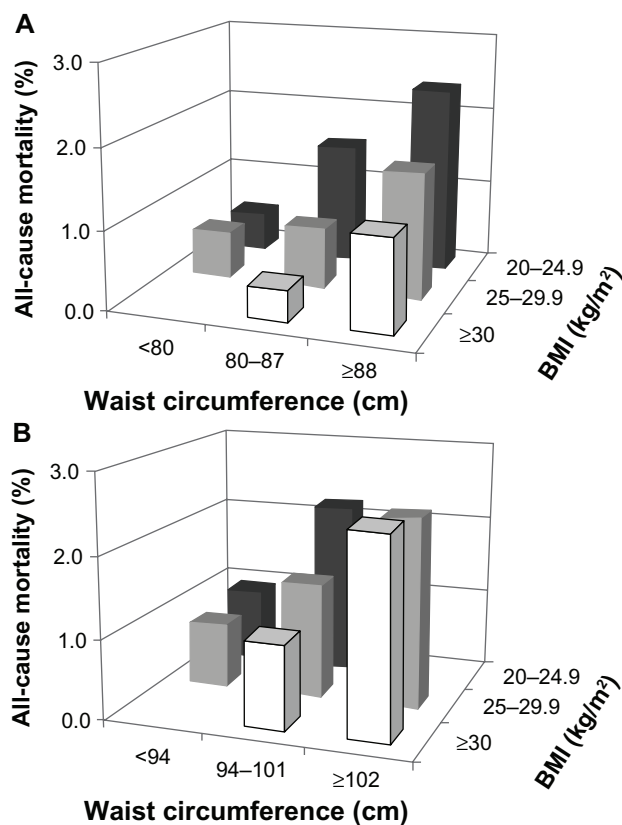 A
All-cause mortality (%)
3.0
2.0
1.0
0.0
<80
80–87
≥88
Waist circumference (cm)
20–24.9
25–29.9
≥30
BMI (kg/m²)
B
All-cause mortality (%)
3.0
2.0
1.0
0.0
<94
94–101
≥102
Waist circumference (cm)
20–24.9
25–29.9
≥30
BMI (kg/m²)